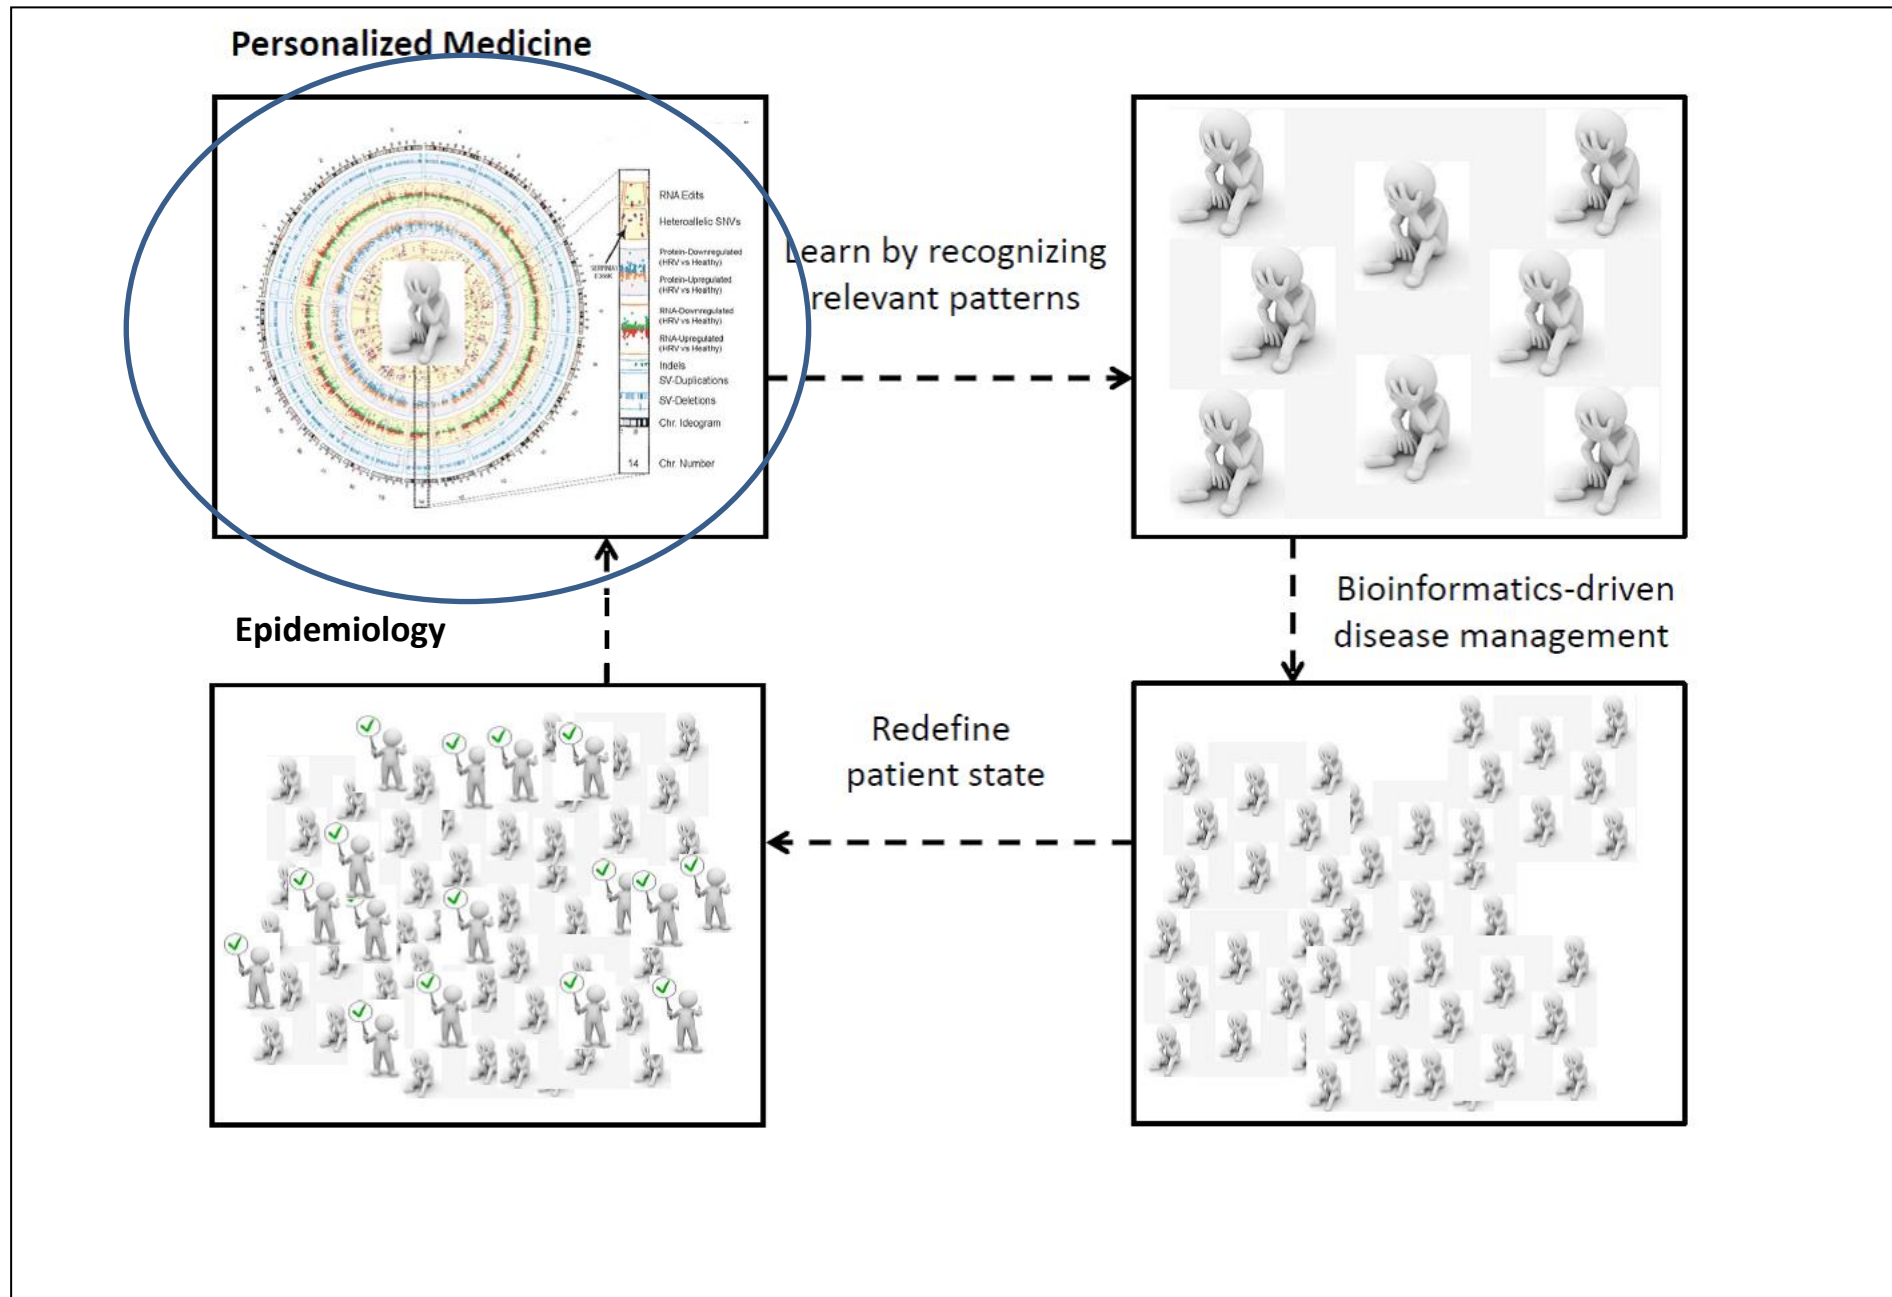 Personalized Medicine
RNA Edits
Heteroallelic SNVs
Protein-Downregulated
(HRV vs Healthy)
Protein-Upregulated
(HRV vs Healthy)
RNA-Downregulated
(HRV vs Healthy)
RNA-Upregulated
(HRV vs Healthy)
Indels
SV-Duplications
SV-Deletions
Chr. Ideogram
14 Chr. Number
Learn by recognizing
relevant patterns
Bioinformatics-driven
disease management
Epidemiology
Redefine
patient state